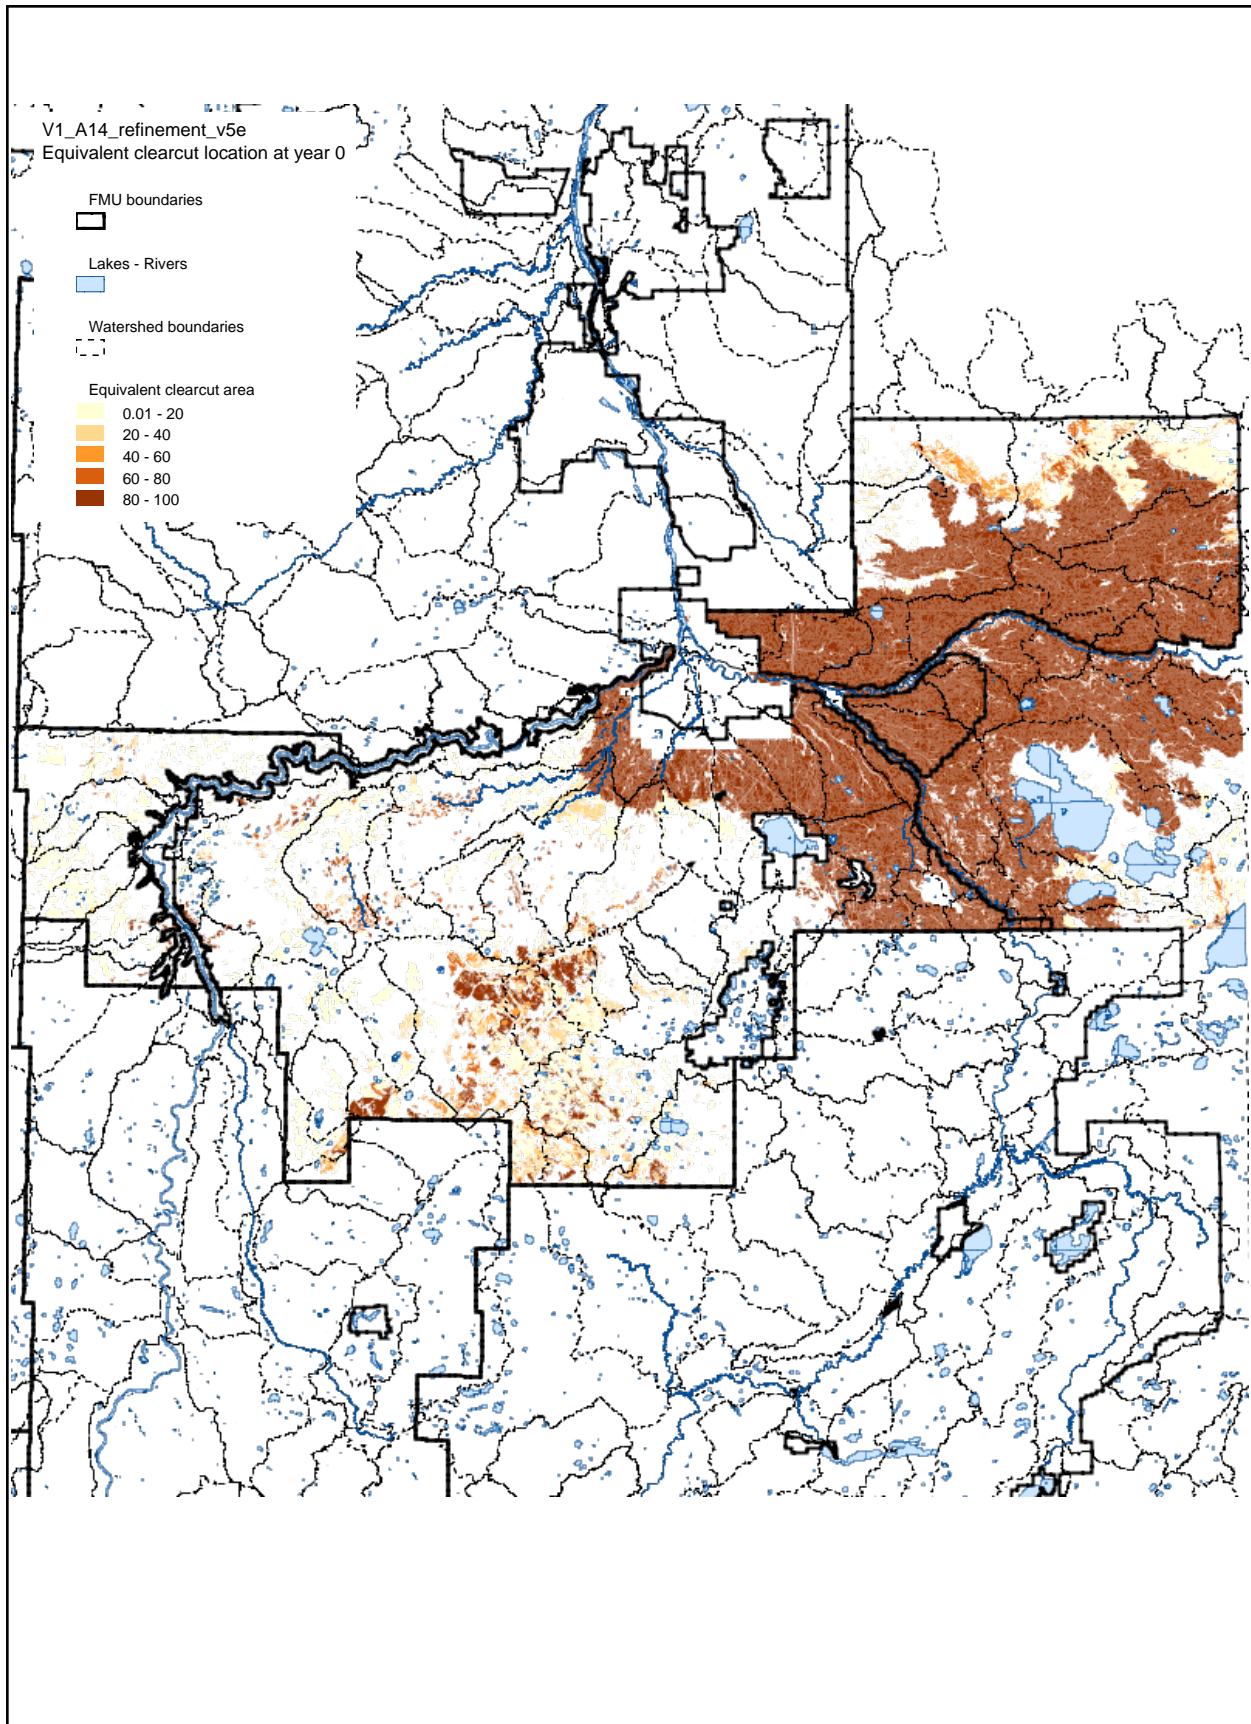 V1_A14_refinement_v5e
Equivalent clearcut location at year 0
FMU boundaries
Lakes - Rivers
Watershed boundaries
Equivalent clearcut area
0.01 - 20
20 - 40
40 - 60
60 - 80
80 - 100